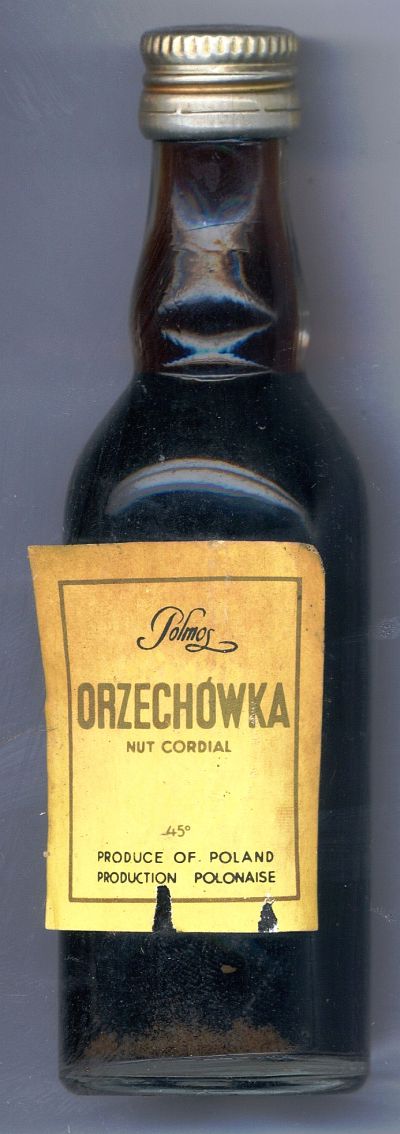 Polmos
ORZECHÓWKA
NUT CORDIAL
45°
PRODUCE OF POLAND
PRODUCTION POLONAISE